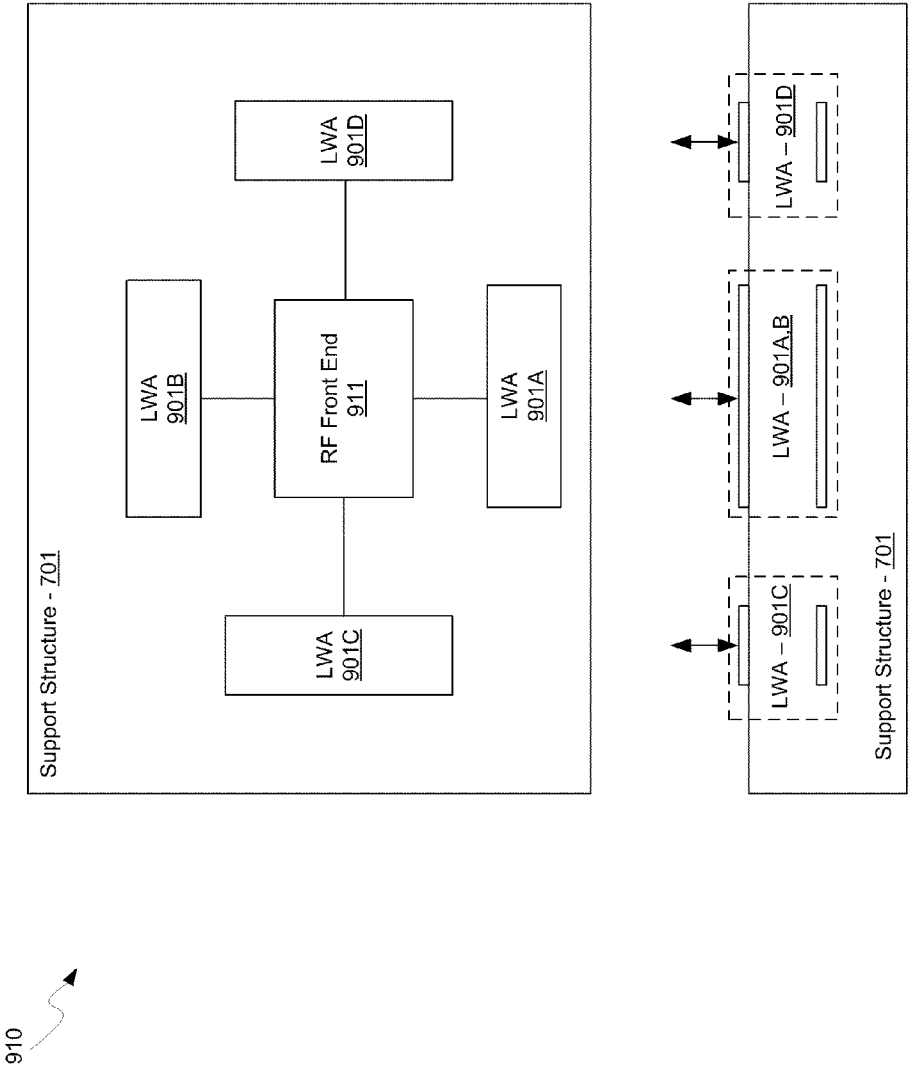 910
Support Structure - 701
LWA
901B
LWA
901C
RF Front End
911
LWA
901D
LWA
901A
LWA – 901C
LWA – 901A,B
LWA – 901D
Support Structure - 701